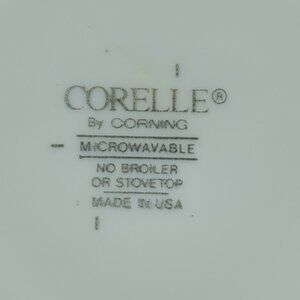 CORELLE®
By CORNING
MICROWAVABLE
NO BROILER
OR STOVETOP
MADE IN USA